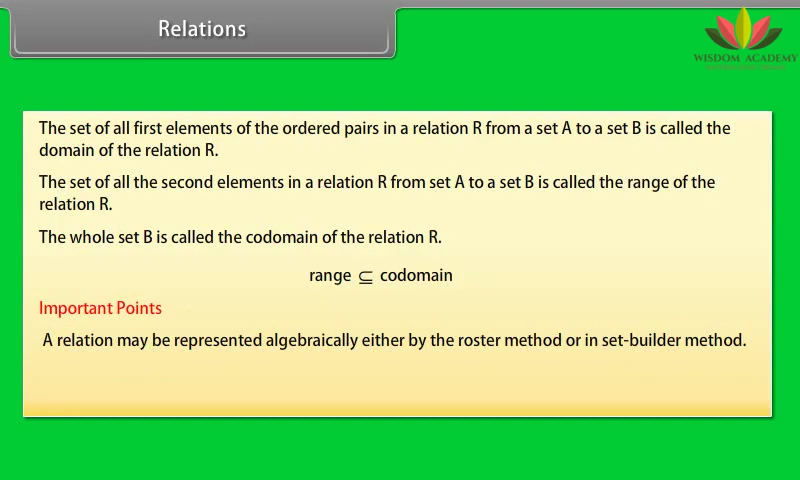 Relations
WISDOM ACADEMY
The set of all first elements of the ordered pairs in a relation R from a set A to a set B is called the
domain of the relation R.
The set of all the second elements in a relation R from set A to a set B is called the range of the
relation R.
The whole set B is called the codomain of the relation R.
range ⊆ codomain
Important Points
A relation may be represented algebraically either by the roster method or in set-builder method.